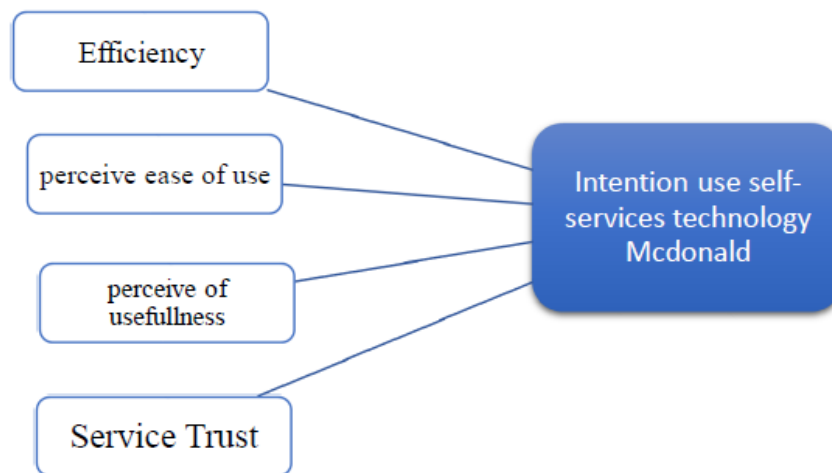 Efficiency
perceive ease of use
perceive of
usefullness
Service Trust
Intention use self-
services technology
Mcdonald